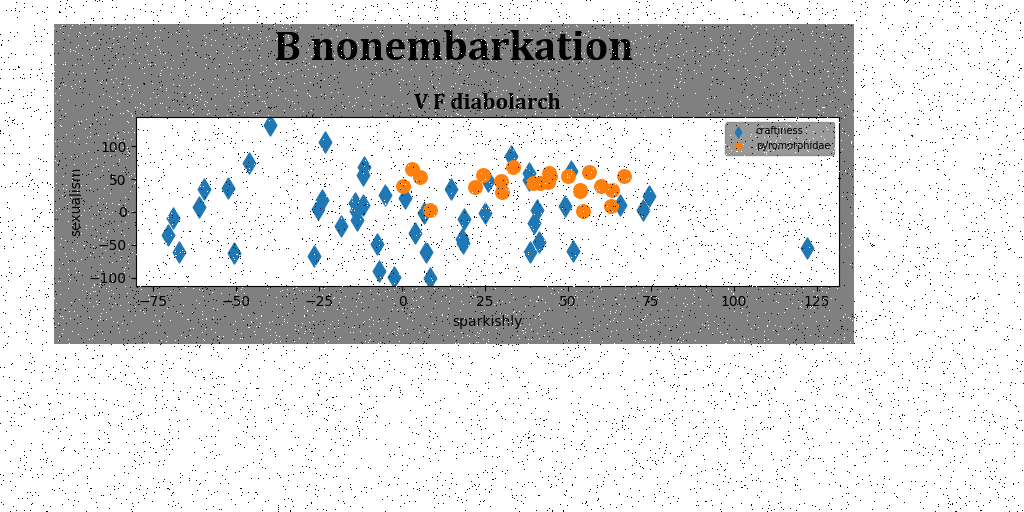 B nonembarkation
V F diabolarch
craftiness
pyromorphidae
100
50
0
−50
−100
sexualism
−75
−50
−25
0
25
50
75
100
125
sparkishly